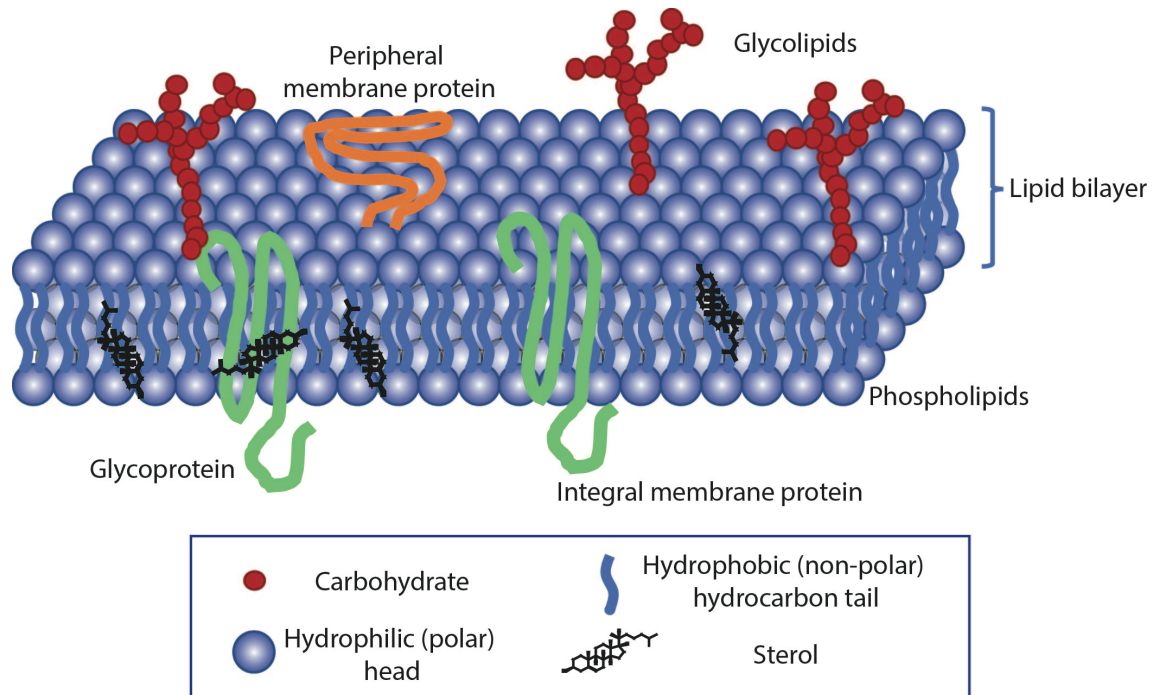 Peripheral
membrane protein
Glycolipids
Lipid bilayer
Phospholipids
Glycoprotein
Integral membrane protein
Carbohydrate
Hydrophobic (non-polar)
hydrocarbon tail
Hydrophilic (polar)
head
Sterol